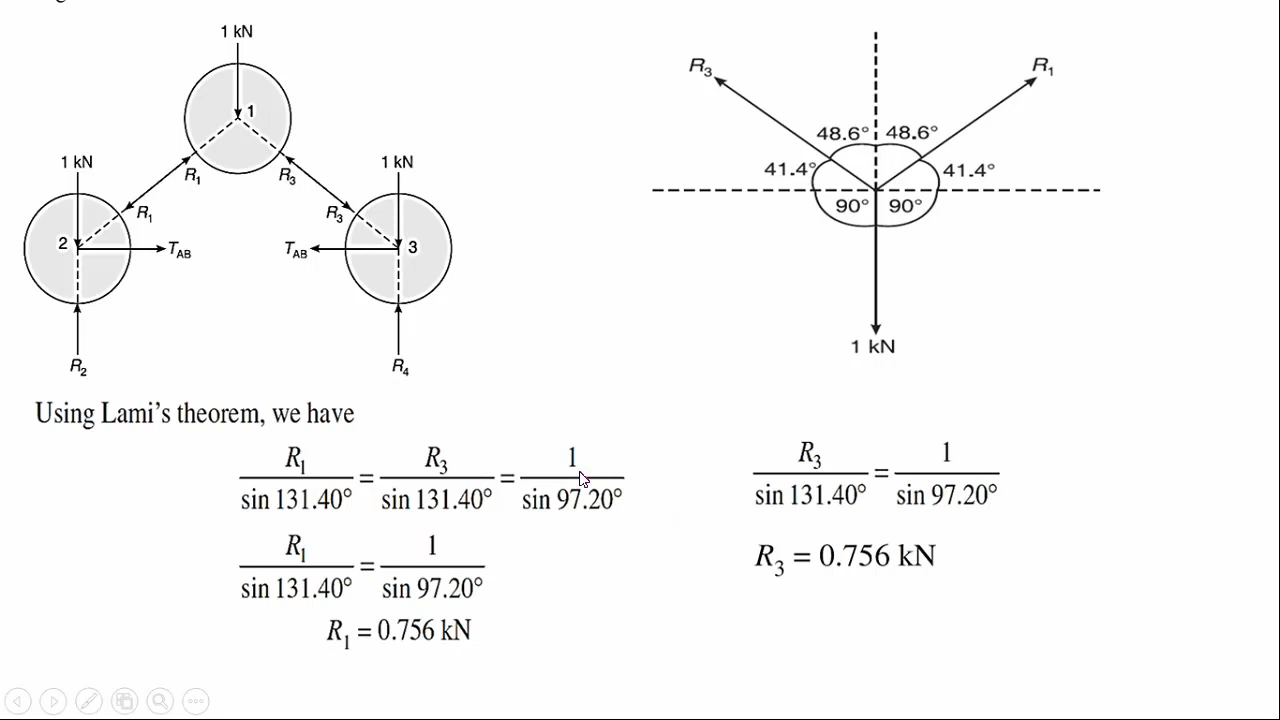 1 kN
1
R₁ R₃
1 kN 1 kN
R₁ R₃
2 T_AB T_AB 3
R₂ R₄
R₃ R₁
48.6° 48.6°
41.4° 41.4°
90° 90°
1 kN
Using Lami's theorem, we have
R₁ / sin 131.40° = R₃ / sin 131.40° = 1 / sin 97.20°
R₁ / sin 131.40° = 1 / sin 97.20°
R₁ = 0.756 kN
R₃ / sin 131.40° = 1 / sin 97.20°
R₃ = 0.756 kN